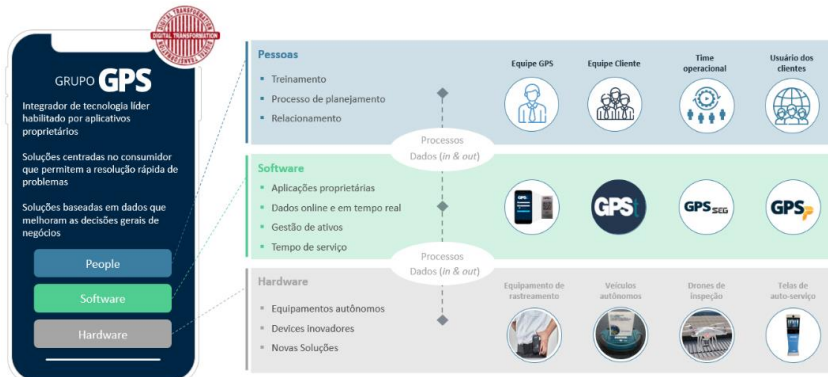 DIGITAL TRANSFORMATION
GRUPO GPS
Integrador de tecnologia líder
habilitado por aplicativos
proprietários
Soluções centradas no consumidor
que permitem a resolução rápida de
problemas
Soluções baseadas em dados que
melhoram as decisões gerais de
negócios
People
Software
Hardware
Pessoas
Treinamento
Processo de planejamento
Relacionamento
Equipe GPS
Equipe Cliente
Time
operacional
Usuário dos
clientes
Processos
Dados (in & out)
Software
Aplicações proprietárias
Dados online e em tempo real
Gestão de ativos
Tempo de serviço
GPSt
GPS SEG
GPSp
Processos
Dados (in & out)
Hardware
Equipamentos autônomos
Devices inovadores
Novas Soluções
Equipamento de
rastreamento
Veículos
autônomos
Drones de
inspeção
Telas de
auto-serviço